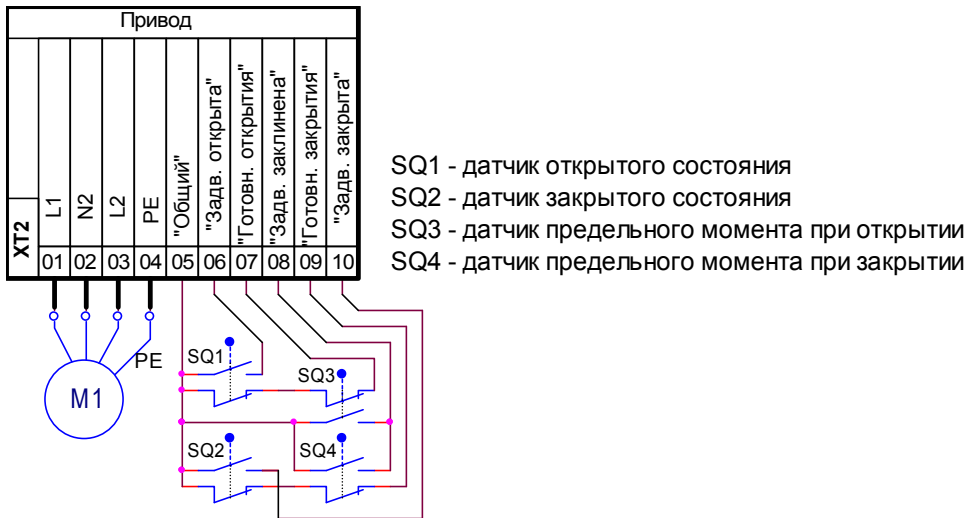 Привод
XT2
L1
N2
L2
PE
"Общий"
"Задв. открыта"
"Готовн. открытия"
"Задв. заклинена"
"Готовн. закрытия"
"Задв. закрыта"
01 02 03 04 05 06 07 08 09 10
SQ1 - датчик открытого состояния
SQ2 - датчик закрытого состояния
SQ3 - датчик предельного момента при открытии
SQ4 - датчик предельного момента при закрытии
PE
M1
SQ1
SQ3
SQ2
SQ4